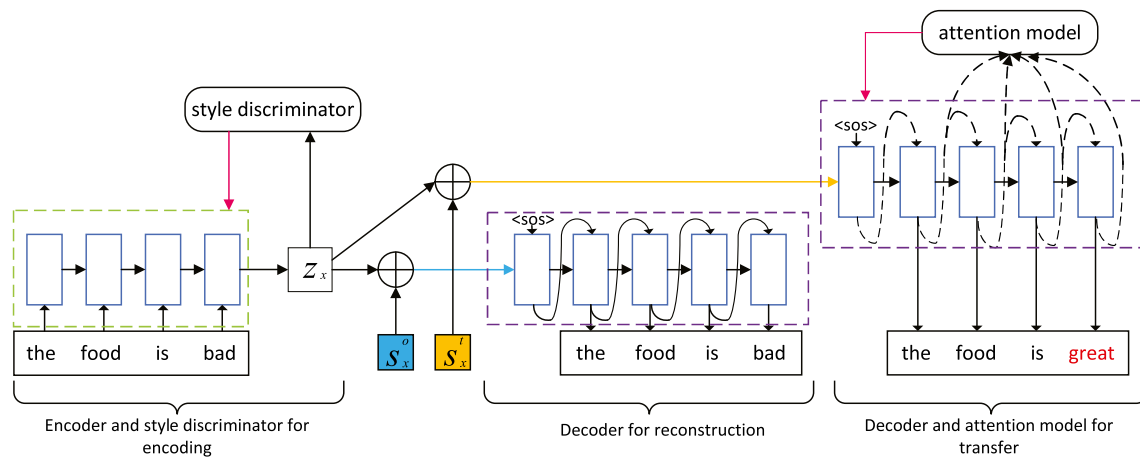 attention model
style discriminator
<sos>
<sos>
z x
s x o
s x t
the food is bad
the food is bad
the food is great
Encoder and style discriminator for
encoding
Decoder for reconstruction
Decoder and attention model for
transfer